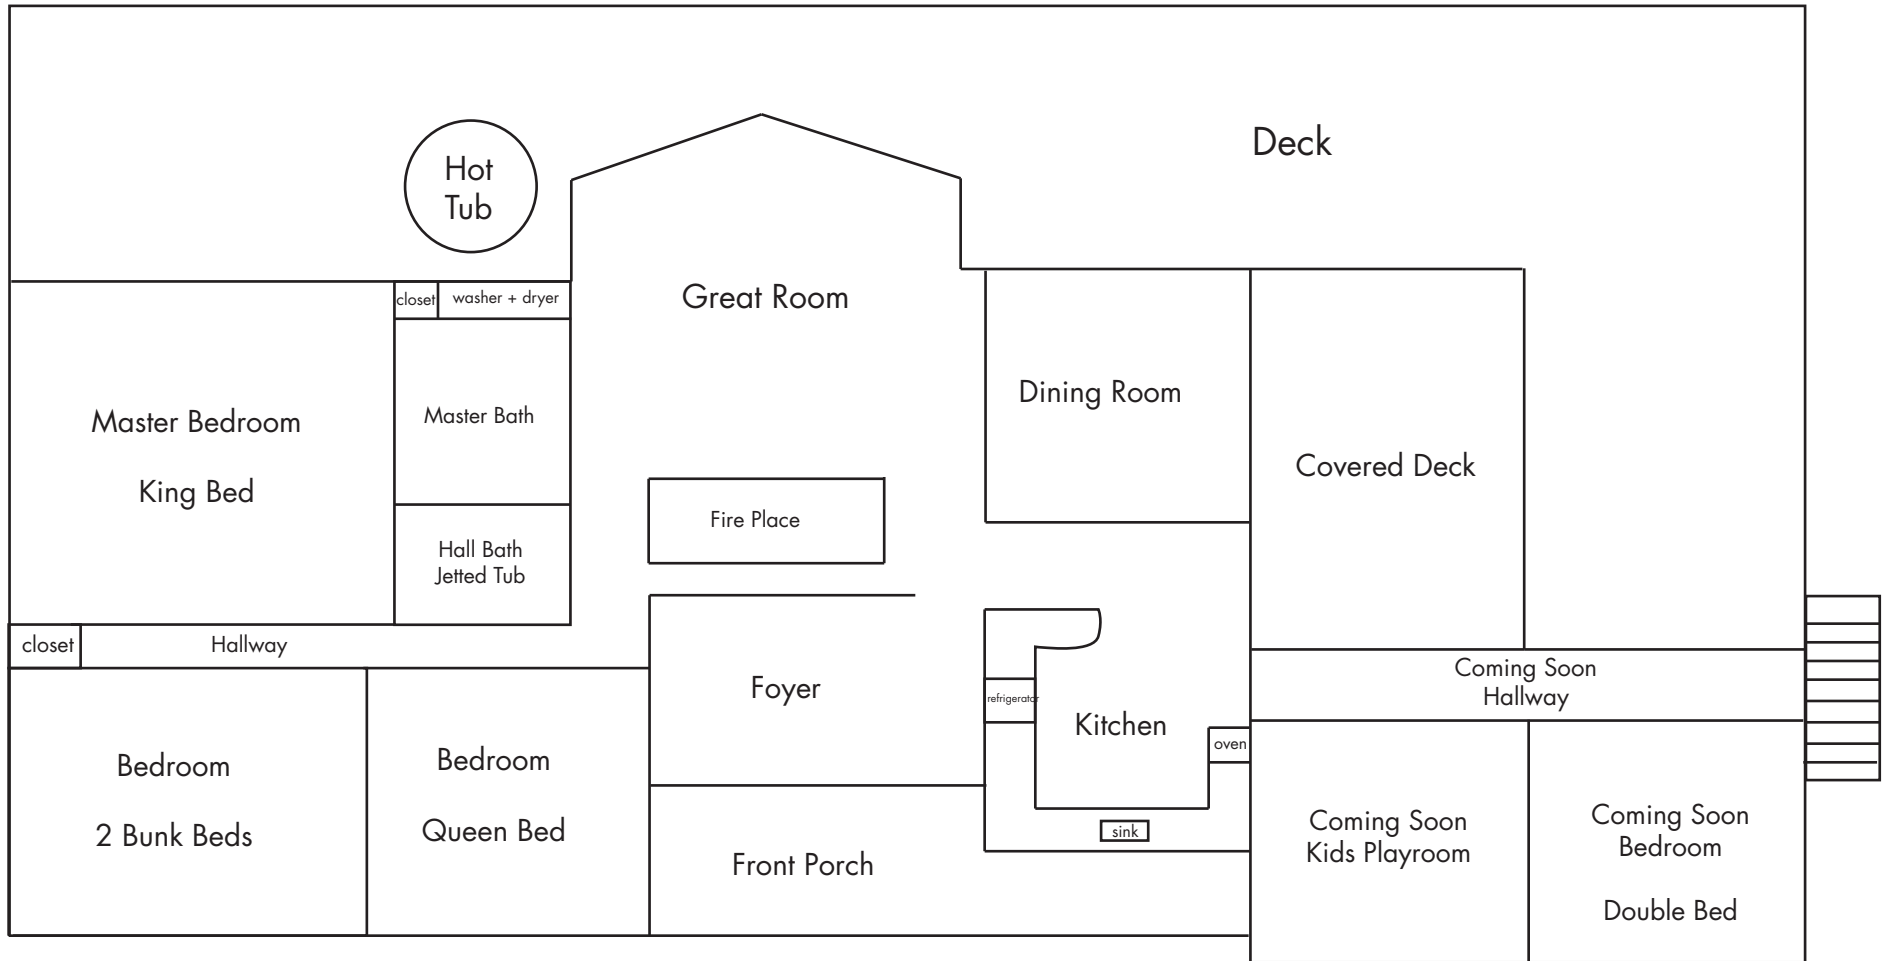 Deck
Hot
Tub
Great Room
closet
washer + dryer
Master Bath
Hall Bath
Jetted Tub
Master Bedroom
King Bed
Dining Room
Covered Deck
Fire Place
closet
Hallway
Foyer
refrigerator
Kitchen
oven
sink
Coming Soon
Hallway
Bedroom
2 Bunk Beds
Bedroom
Queen Bed
Front Porch
Coming Soon
Kids Playroom
Coming Soon
Bedroom
Double Bed